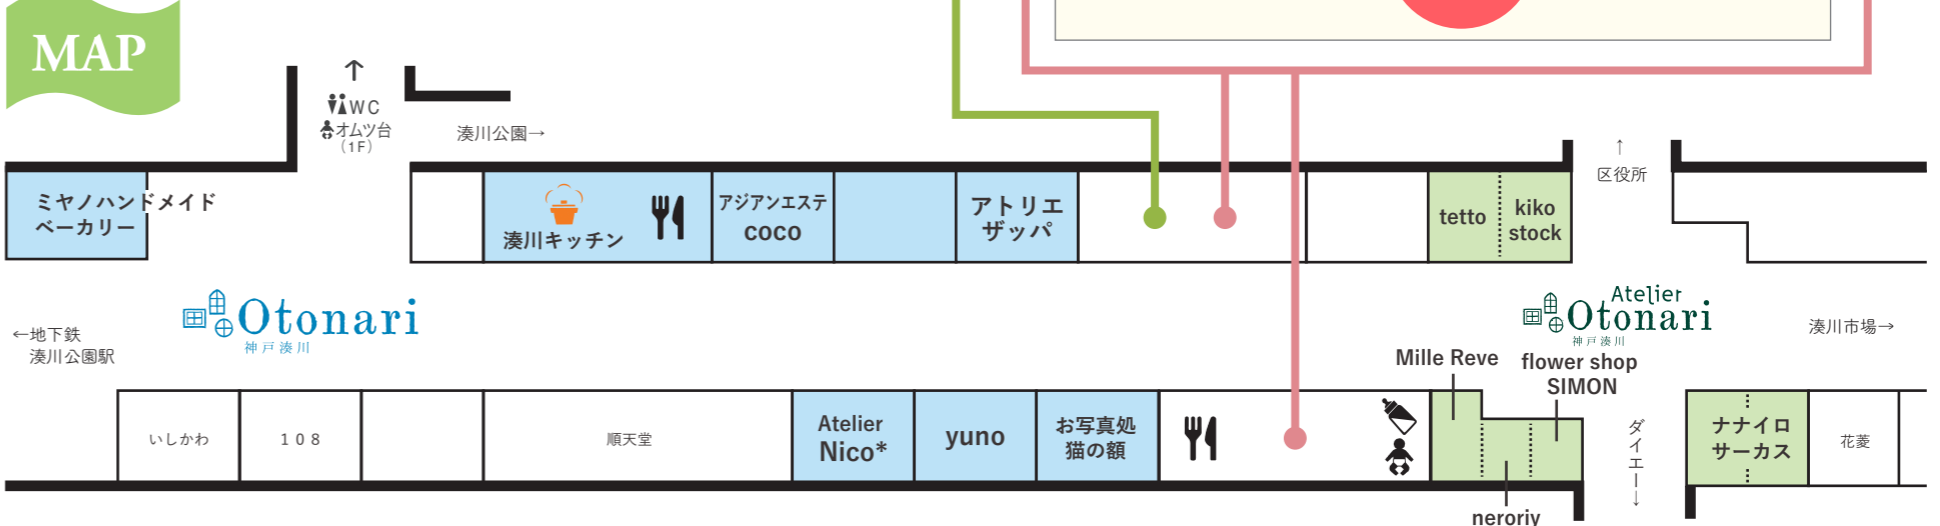 MAP
↑
WC
オムツ台
（1F）
湊川公園→
↑
区役所
ミヤノハンドメイド
ベーカリー
湊川キッチン
アジアンエステ
coco
アトリエ
ザッパ
tetto
kiko
stock
Otonari
神戸湊川
Atelier
Otonari
神戸湊川
←地下鉄
湊川公園駅
湊川市場→
Mille Reve
flower shop
SIMON
いしかわ
108
順天堂
Atelier
Nico*
yuno
お写真処
猫の額
ダイエー→
ナナイロ
サーカス
花菱
neroriy